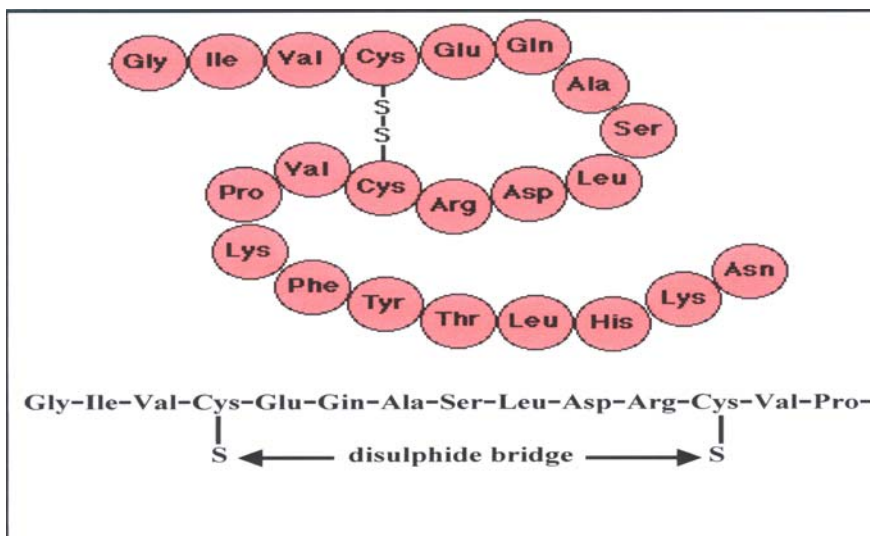 Gly Ile Val Cys Glu Gln
Ala
Ser
S
S
Leu
Asp
Arg
Cys
Val
Pro
Lys
Phe
Tyr
Thr
Leu
His
Lys
Asn
Gly-Ile-Val-Cys-Glu-Gin-Ala-Ser-Leu-Asp-Arg-Cys-Val-Pro-
S disulphide bridge S